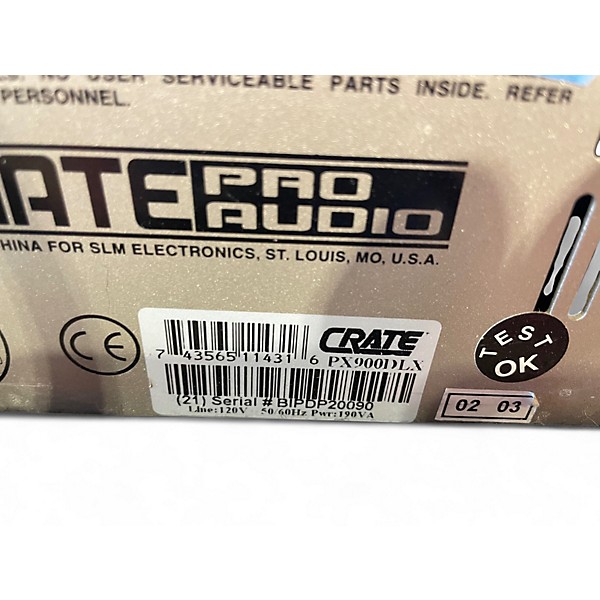 NO USER SERVICEABLE PARTS INSIDE. REFER
PERSONNEL.
RATE PRO AUDIO
CHINA FOR SLM ELECTRONICS, ST. LOUIS, MO, U.S.A.
CE
CRATE
7 43565 11431 6 PX900DLX
(21) Serial # BIPDP20090
Line:120V 50/60Hz Pwr:190VA
TEST
OK
02 03